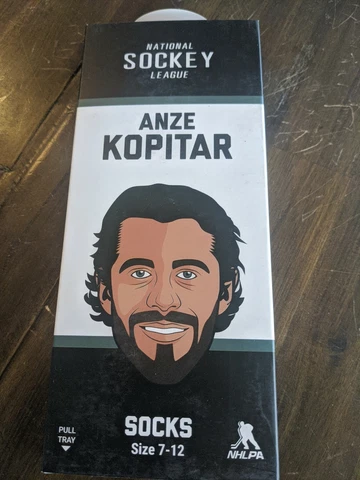 NATIONAL
SOCKEY
LEAGUE
ANZE
KOPITAR
SOCKS
Size 7-12
PULL
TRAY
NHLPA